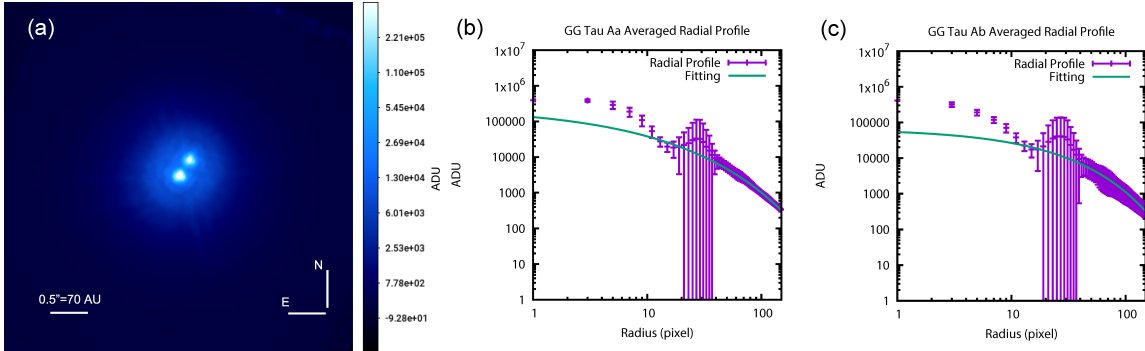 (a)
0.5"=70 AU
N
E
2.21e+05
1.10e+05
5.45e+04
2.69e+04
1.30e+04
6.01e+03
2.53e+03
7.78e+02
-9.28e+01
ADU
(b)
GG Tau Aa Averaged Radial Profile
Radial Profile
Fitting
1x10^7
1x10^6
100000
10000
1000
100
10
1
ADU
1
10
100
Radius (pixel)
(c)
GG Tau Ab Averaged Radial Profile
Radial Profile
Fitting
1x10^7
1x10^6
100000
10000
1000
100
10
1
ADU
1
10
100
Radius (pixel)